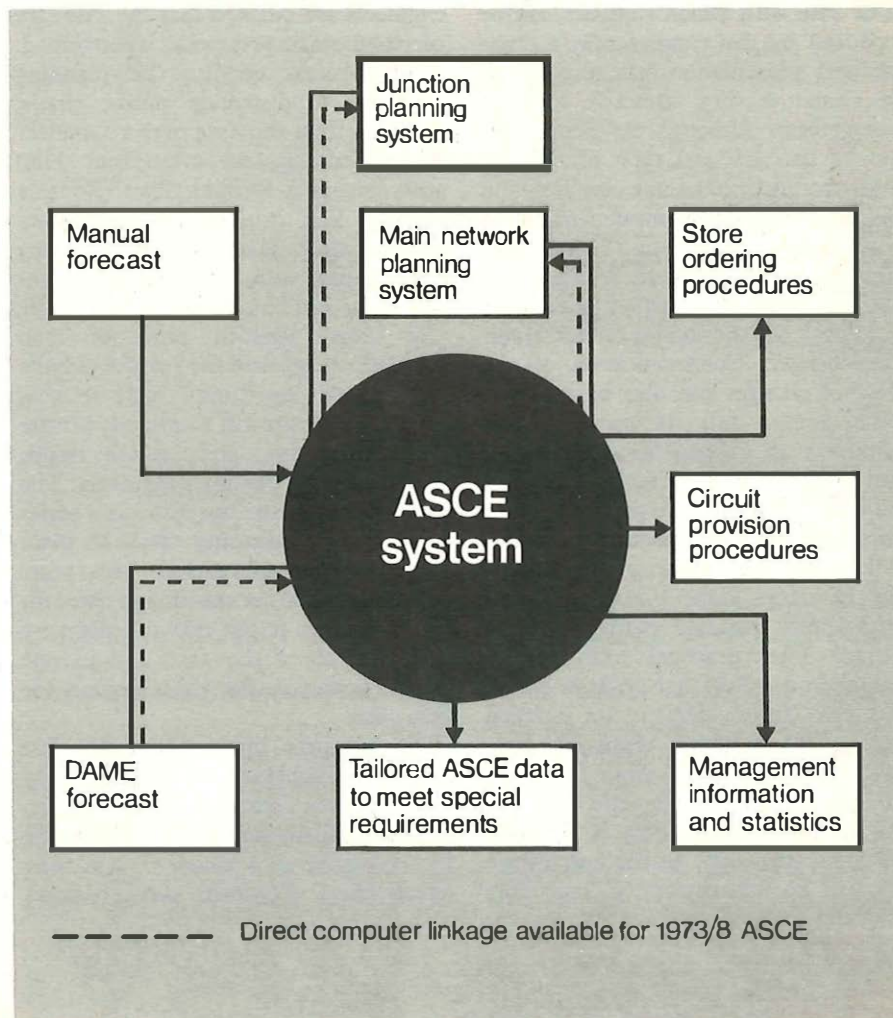 Junction
planning
system
Manual
forecast
Main network
planning
system
Store
ordering
procedures
ASCE
system
Circuit
provision
procedures
DAME
forecast
Tailored ASCE data
to meet special
requirements
Management
information
and statistics
Direct computer linkage available for 1973/8 ASCE